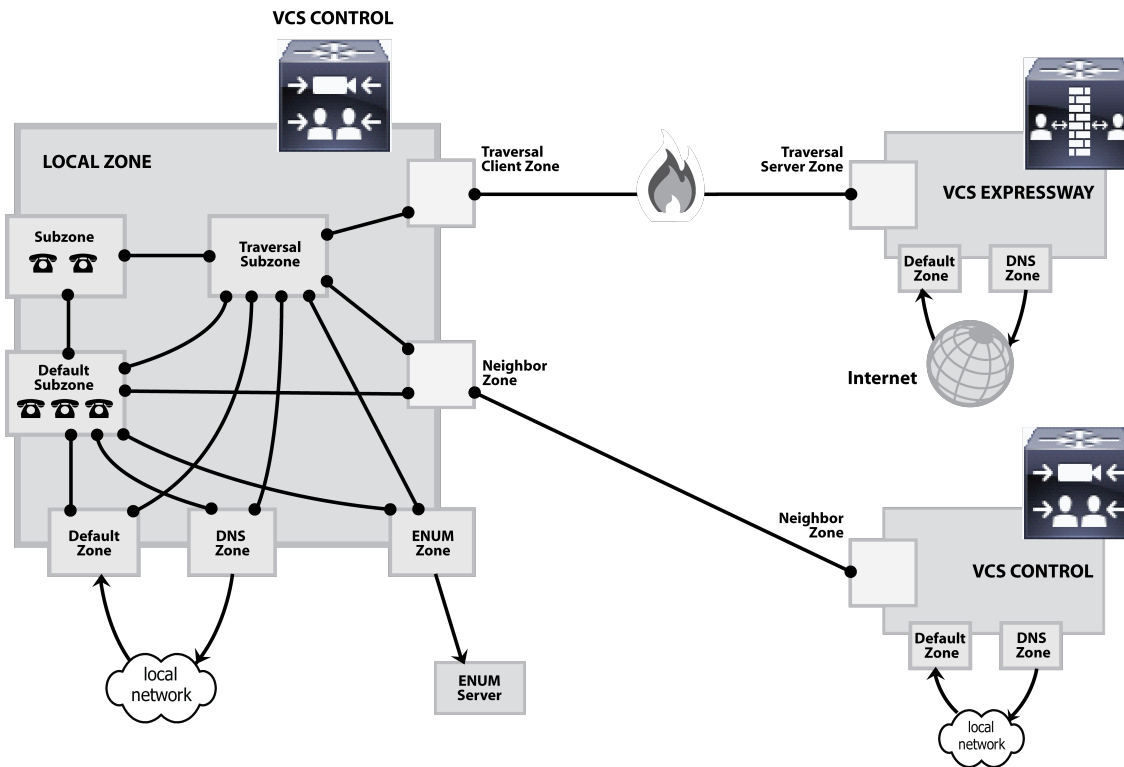 VCS CONTROL
LOCAL ZONE
Traversal
Client Zone
Traversal
Server Zone
VCS EXPRESSWAY
Subzone
Traversal
Subzone
Default
Zone
DNS
Zone
Internet
Default
Subzone
Neighbor
Zone
Neighbor
Zone
VCS CONTROL
Default
Zone
DNS
Zone
ENUM
Zone
Default
Zone
DNS
Zone
local
network
ENUM
Server
local
network